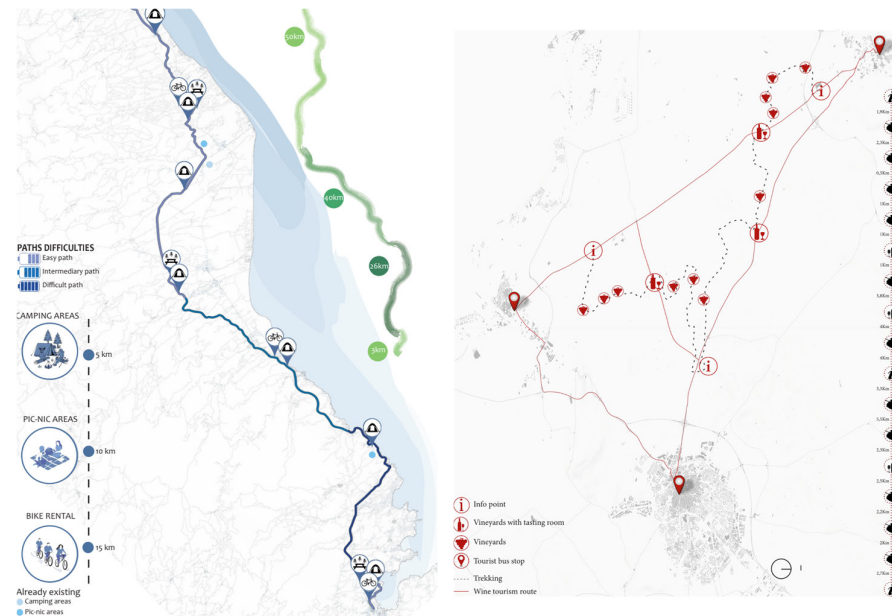 50km
40km
26km
3km
PATHS DIFFICULTIES
Easy path
Intermediary path
Difficult path
CAMPING AREAS
5 km
PIC-NIC AREAS
10 km
BIKE RENTAL
15 km
Already existing
Camping areas
Pic-nic areas
i
i
i
i Info point
Vineyards with tasting room
Vineyards
Tourist bus stop
Trekking
Wine tourism route